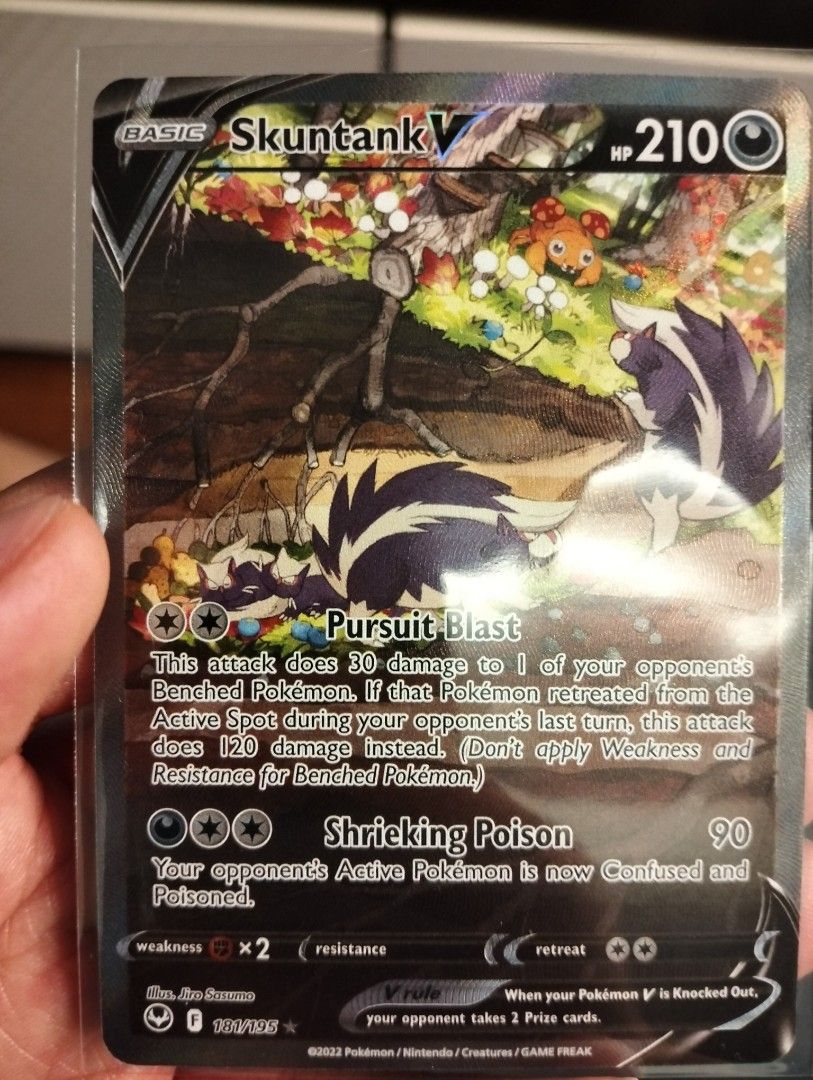 BASIC Skuntank V HP 210
Pursuit Blast
This attack does 30 damage to 1 of your opponent's
Benched Pokémon. If that Pokémon retreated from the
Active Spot during your opponent's last turn, this attack
does 120 damage instead. (Don't apply Weakness and
Resistance for Benched Pokémon.)
Shrieking Poison 90
Your opponent's Active Pokémon is now Confused and
Poisoned.
weakness ×2 resistance retreat
Illus. Jiro Sasumo
V rule When your Pokémon V is Knocked Out,
your opponent takes 2 Prize cards.
F 181/195
©2022 Pokémon / Nintendo / Creatures / GAME FREAK